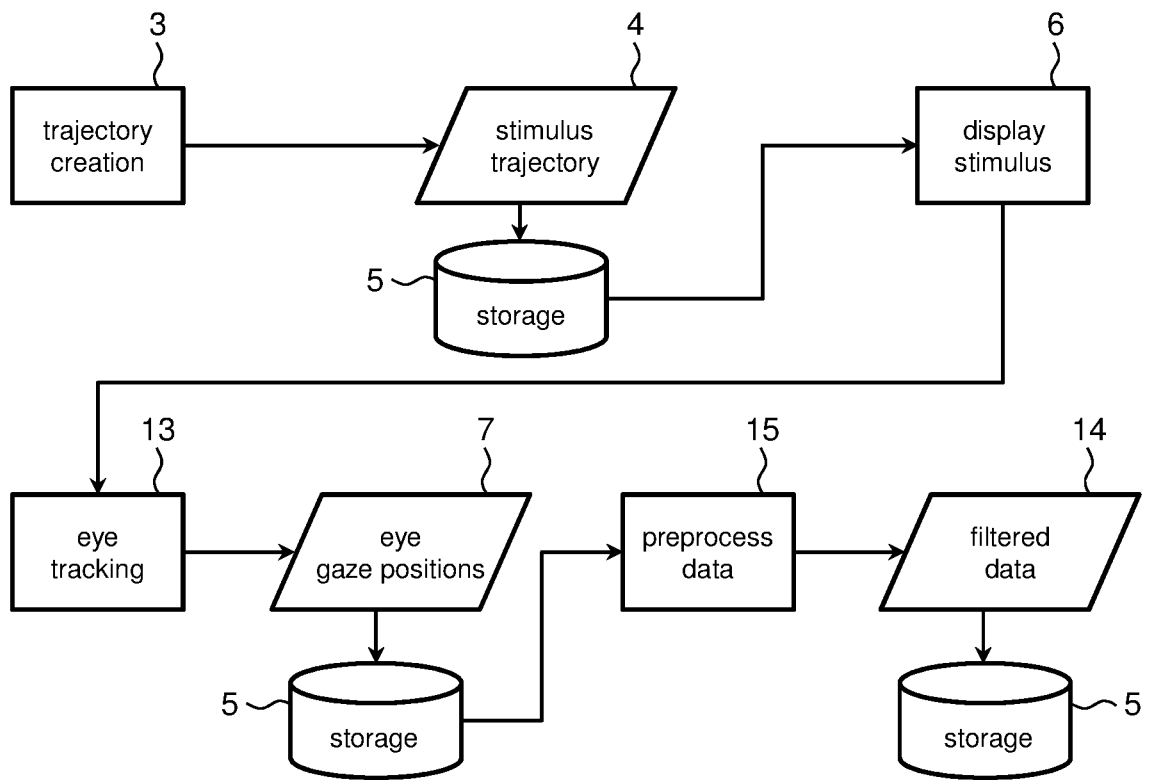 3
4
6
trajectory
creation
stimulus
trajectory
display
stimulus
5
storage
13
7
15
14
eye
tracking
eye
gaze positions
preprocess
data
filtered
data
5
storage
storage
5